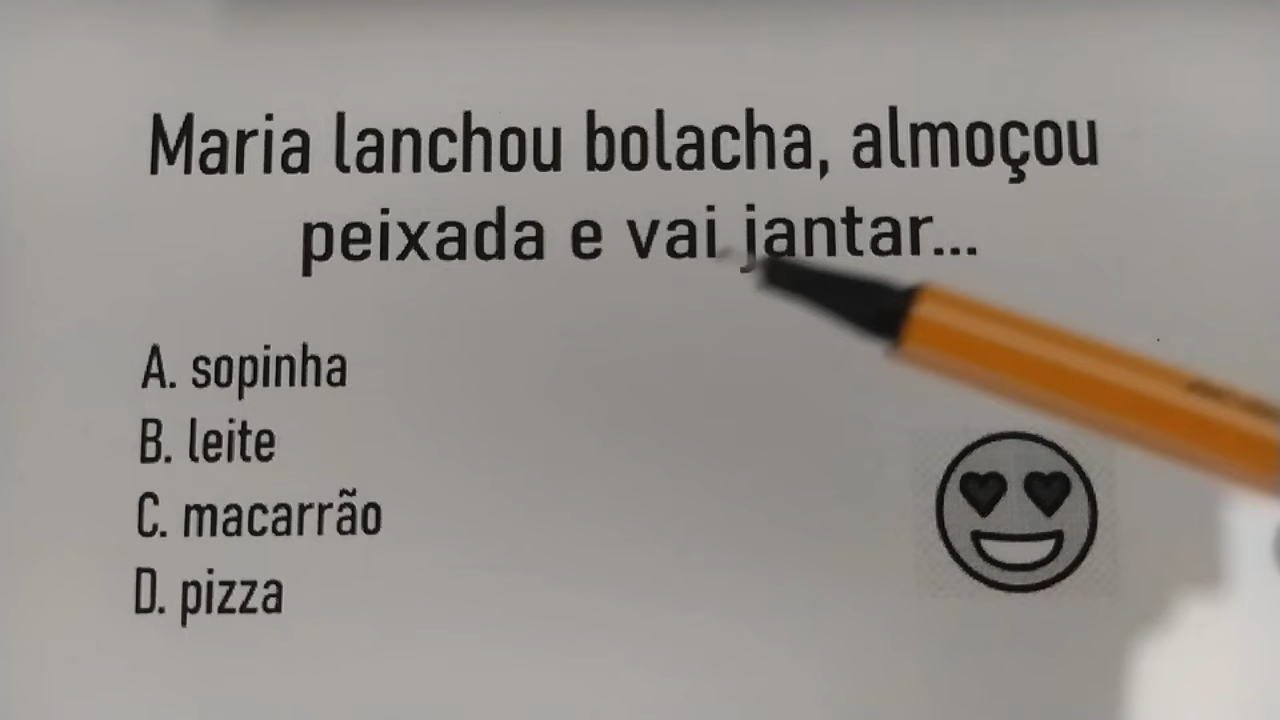 Maria lanchou bolacha, almoçou
peixada e vai jantar...
A. sopinha
B. leite
C. macarrão
D. pizza